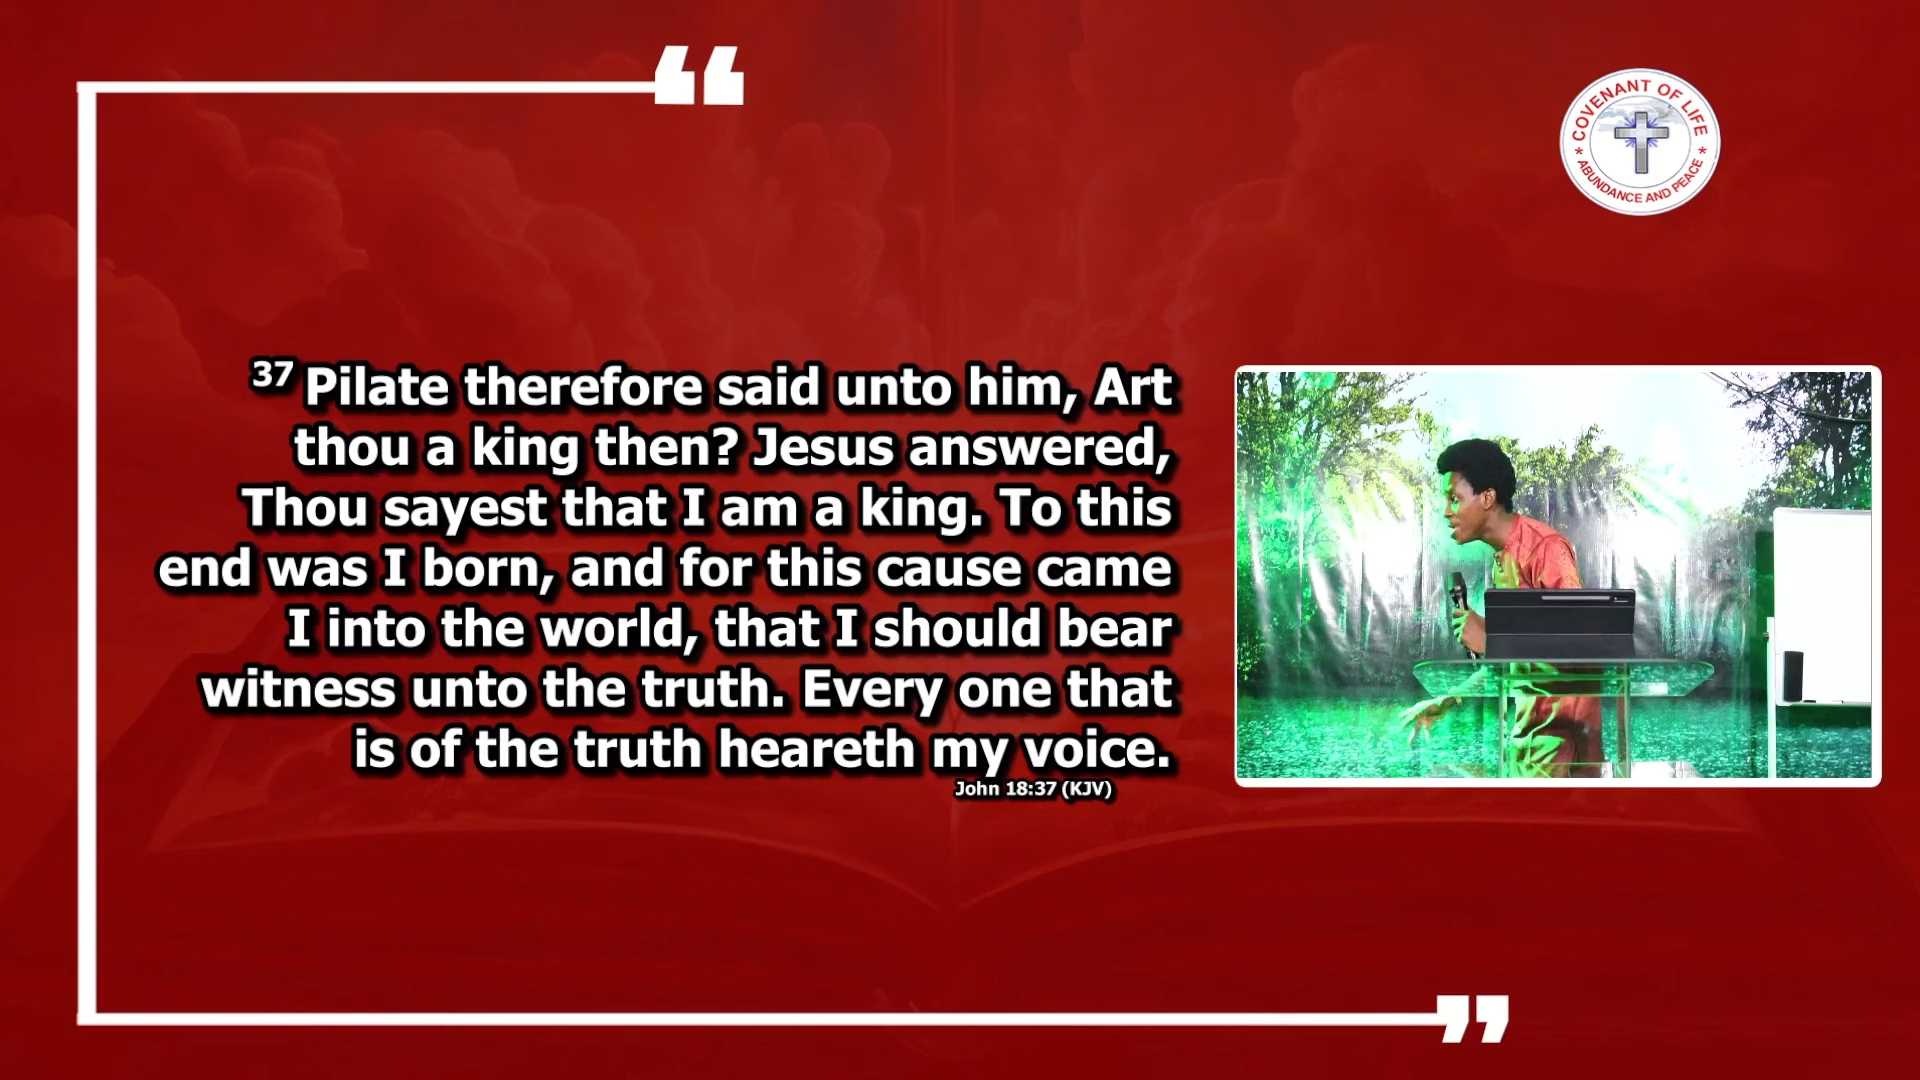 “
COVENANT OF LIFE
* ABUNDANCE AND PEACE *
37 Pilate therefore said unto him, Art
thou a king then? Jesus answered,
Thou sayest that I am a king. To this
end was I born, and for this cause came
I into the world, that I should bear
witness unto the truth. Every one that
is of the truth heareth my voice.
John 18:37 (KJV)
”